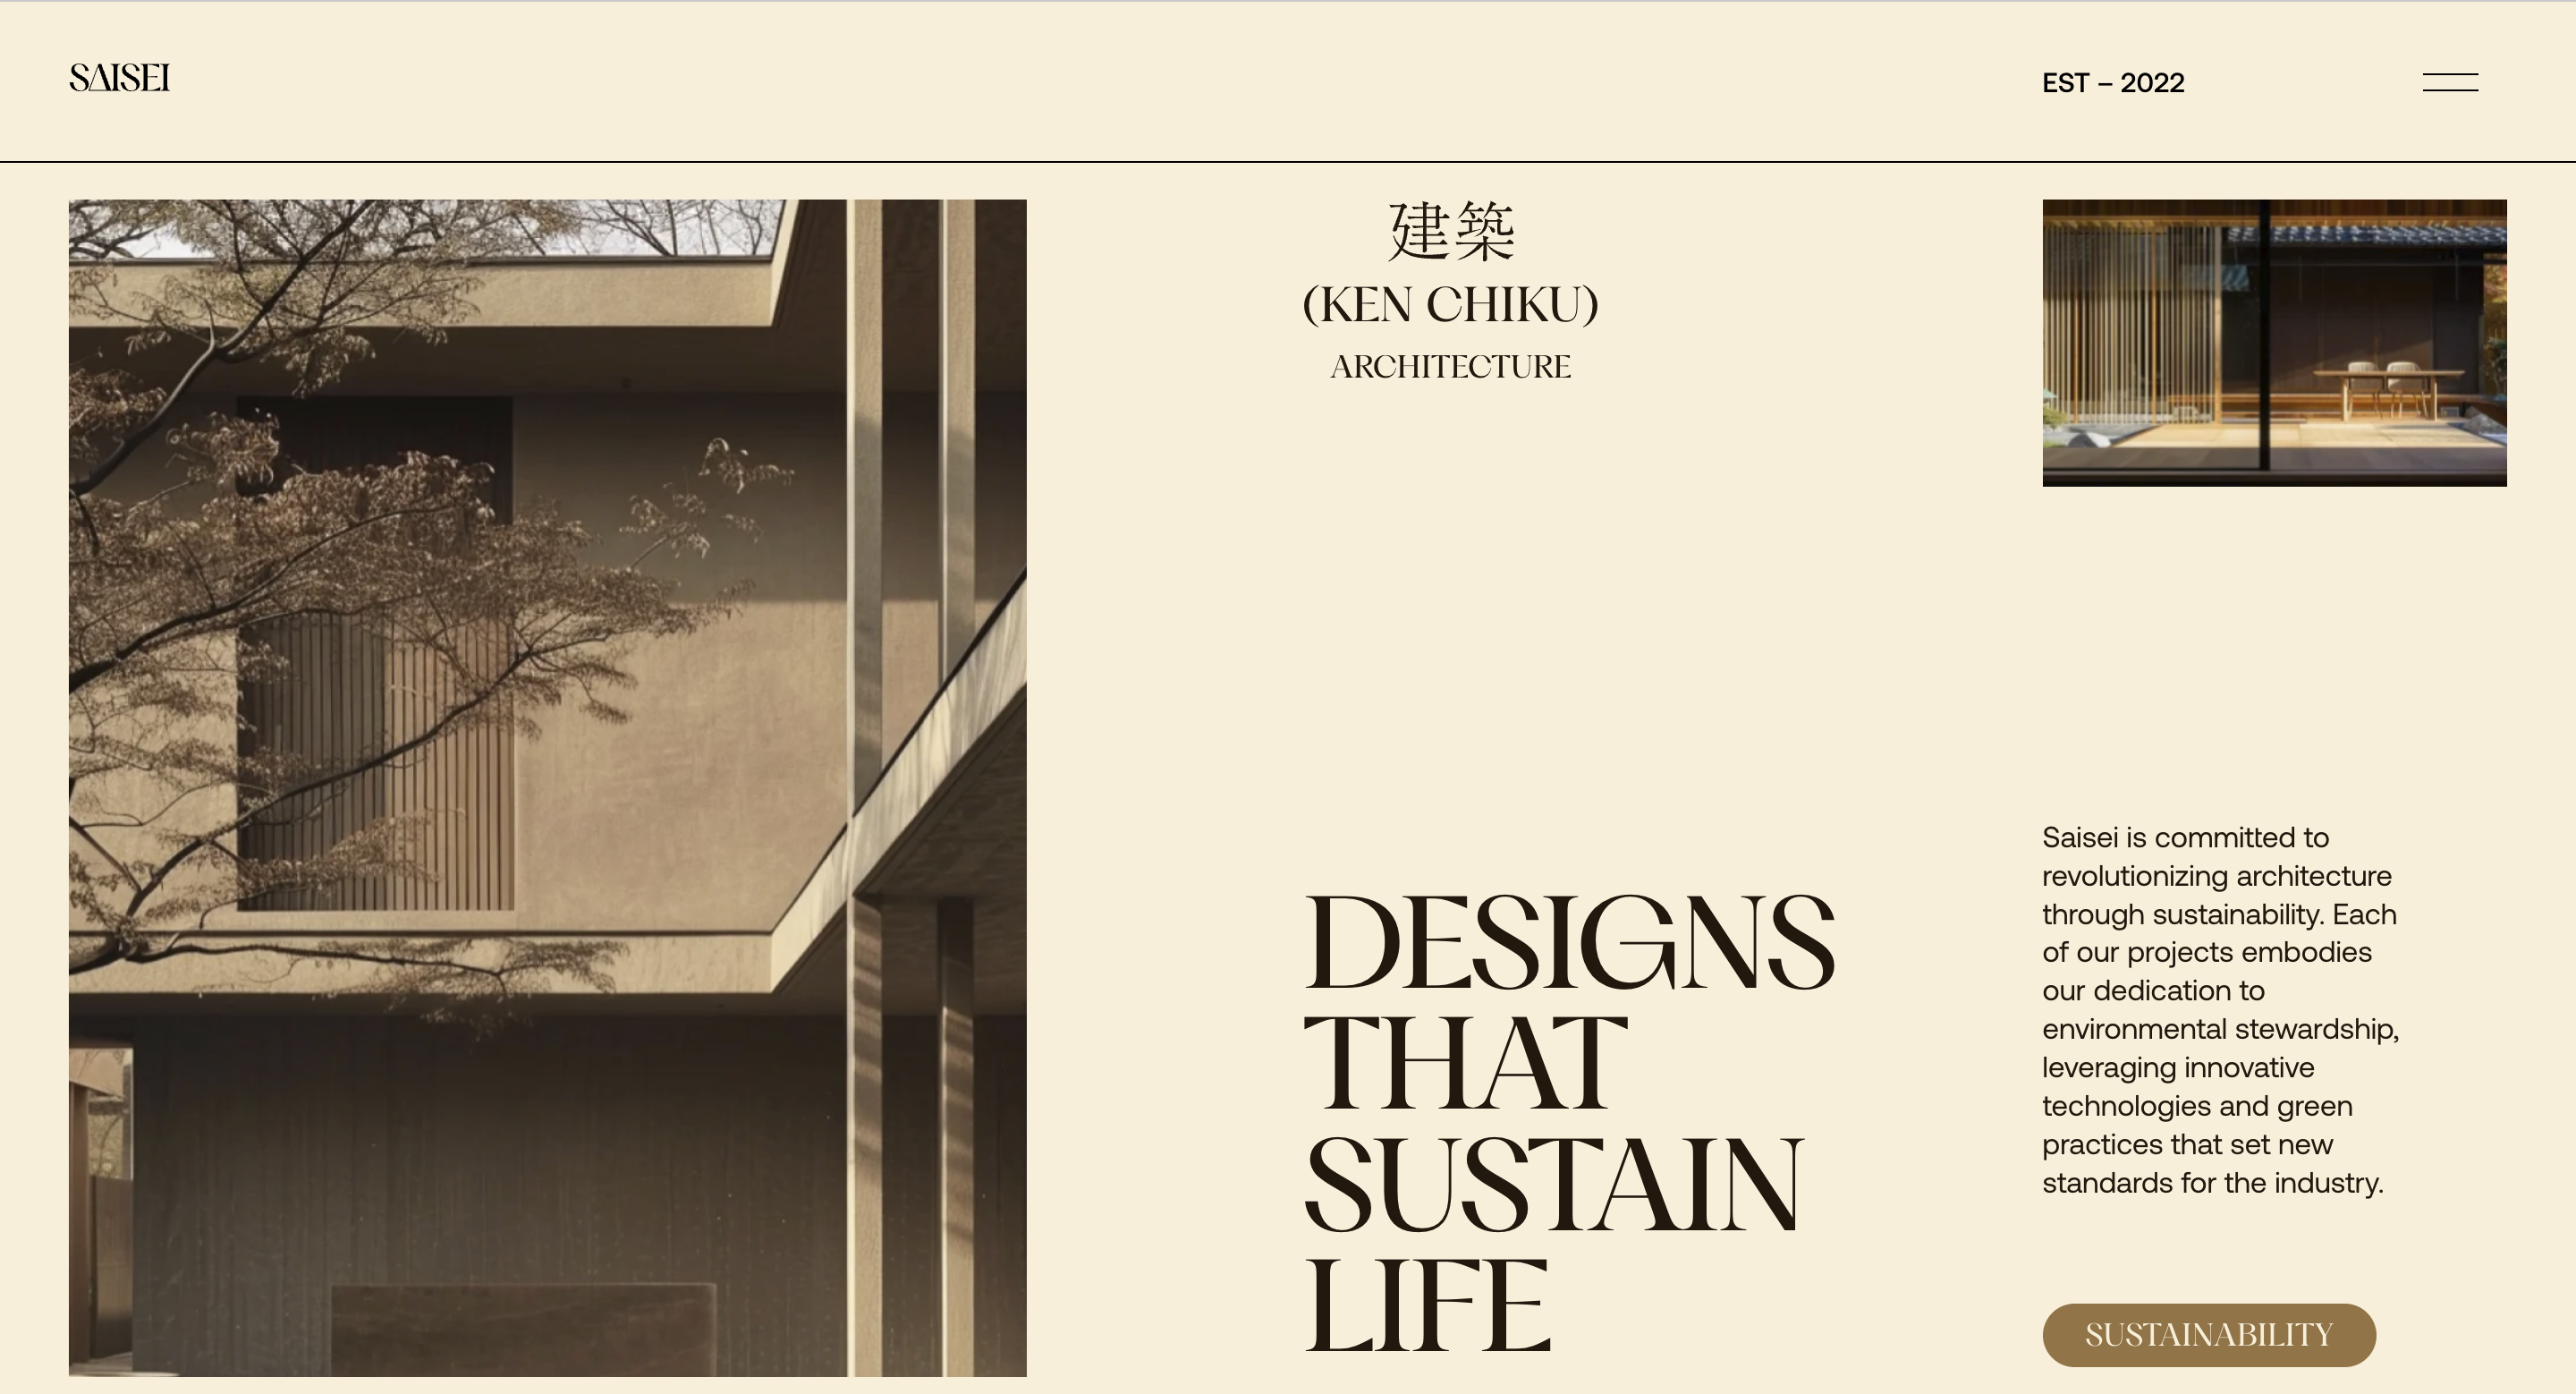 SAISEI
EST – 2022
建築
(KEN CHIKU)
ARCHITECTURE
DESIGNS
THAT
SUSTAIN
LIFE
Saisei is committed to
revolutionizing architecture
through sustainability. Each
of our projects embodies
our dedication to
environmental stewardship,
leveraging innovative
technologies and green
practices that set new
standards for the industry.
SUSTAINABILITY